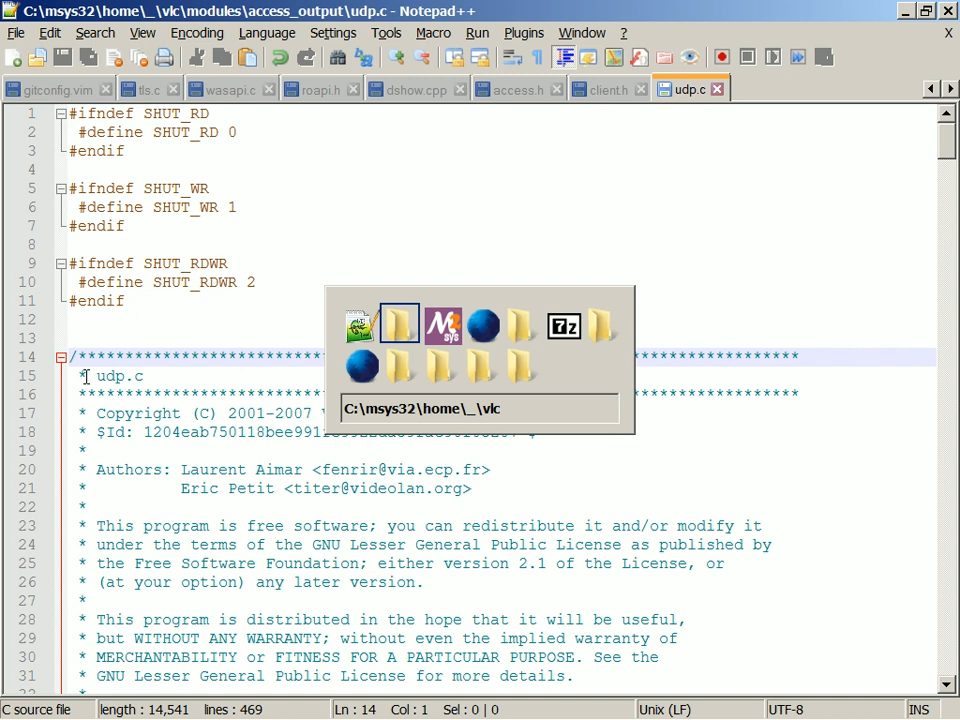 C:\msys32\home\_\vlc\modules\access_output\udp.c - Notepad++
File Edit Search View Encoding Language Settings Tools Macro Run Plugins Window ? X
gitconfig.vim tls.c wasapi.c roapi.h dshow.cpp access.h client.h udp.c
1 #ifndef SHUT_RD
2 #define SHUT_RD 0
3 #endif
4
5 #ifndef SHUT_WR
6 #define SHUT_WR 1
7 #endif
8
9 #ifndef SHUT_RDWR
10 #define SHUT_RDWR 2
11 #endif
12
13
14 /*****************************************************************************
15 * udp.c
16 *****************************************************************************
17 * Copyright (C) 2001-2007
18 * $Id:
19 *
20 * Authors: Laurent Aimar <fenrir@via.ecp.fr>
21 Eric Petit <titer@videolan.org>
22 *
23 * This program is free software; you can redistribute it and/or modify it
24 * under the terms of the GNU Lesser General Public License as published by
25 * the Free Software Foundation; either version 2.1 of the License, or
26 * (at your option) any later version.
27 *
28 * This program is distributed in the hope that it will be useful,
29 * but WITHOUT ANY WARRANTY; without even the implied warranty of
30 * MERCHANTABILITY or FITNESS FOR A PARTICULAR PURPOSE. See the
31 * GNU Lesser General Public License for more details.
M2 sys
7z
C:\msys32\home\_\vlc
C source file length : 14,541 lines : 469 Ln : 14 Col : 1 Sel : 0 | 0 Unix (LF) UTF-8 INS